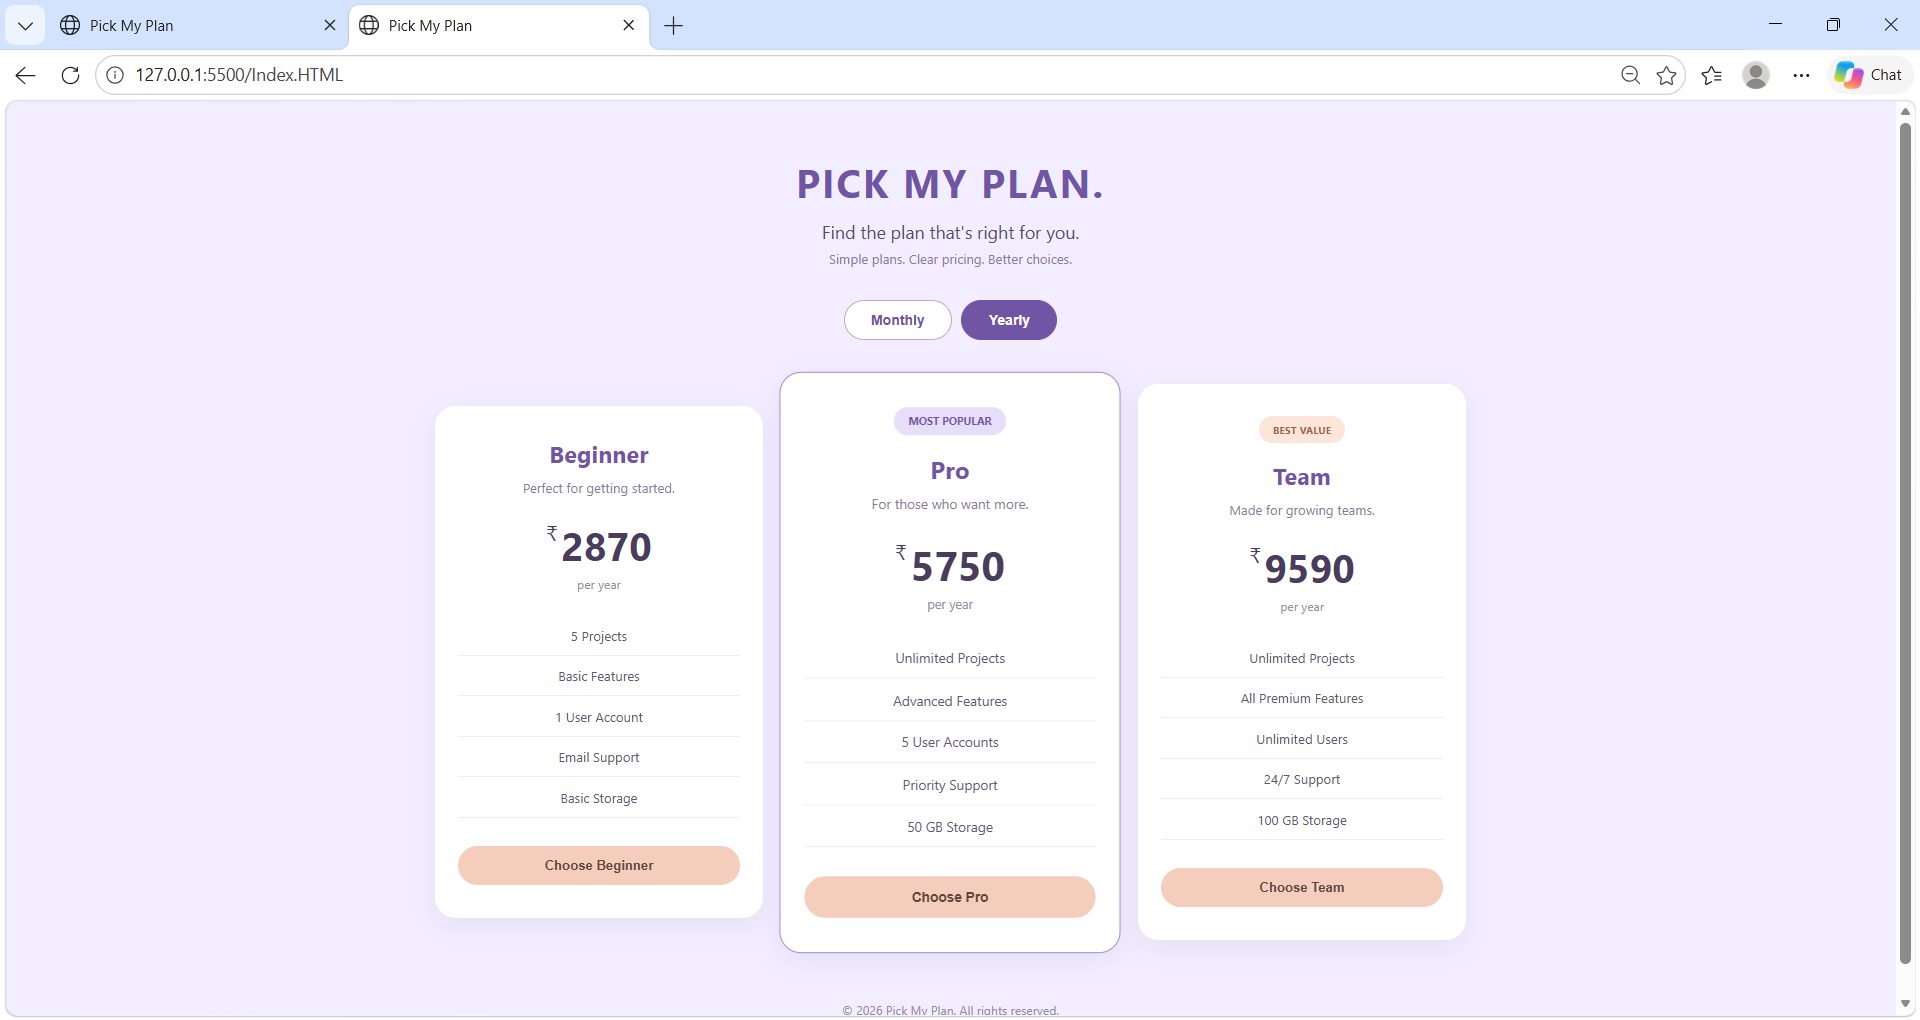 Pick My Plan
Pick My Plan
127.0.0.1:5500/Index.HTML
Chat
PICK MY PLAN.
Find the plan that's right for you.
Simple plans. Clear pricing. Better choices.
Monthly
Yearly
Beginner
Perfect for getting started.
₹2870
per year
5 Projects
Basic Features
1 User Account
Email Support
Basic Storage
Choose Beginner
MOST POPULAR
Pro
For those who want more.
₹5750
per year
Unlimited Projects
Advanced Features
5 User Accounts
Priority Support
50 GB Storage
Choose Pro
BEST VALUE
Team
Made for growing teams.
₹9590
per year
Unlimited Projects
All Premium Features
Unlimited Users
24/7 Support
100 GB Storage
Choose Team
© 2026 Pick My Plan. All rights reserved.